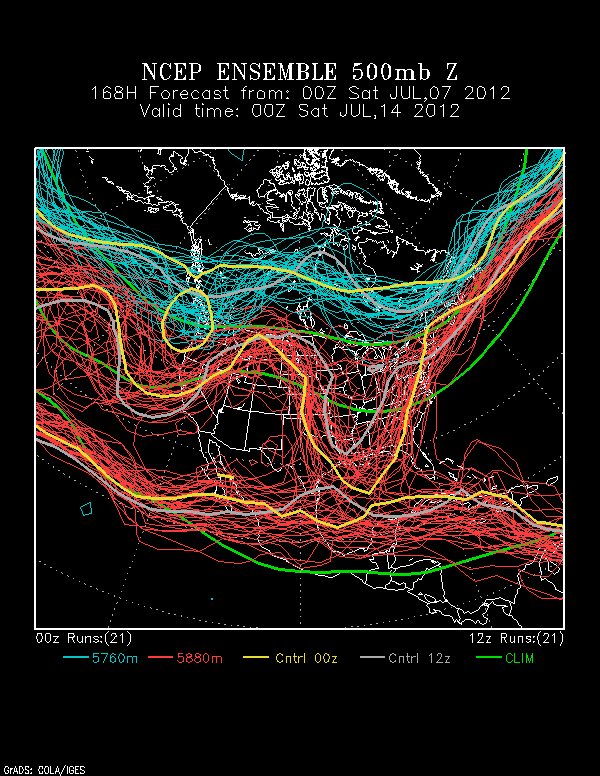 NCEP ENSEMBLE 500mb Z
168H Forecast from: 00Z Sat JUL,07 2012
Valid time: 00Z Sat JUL,14 2012
00z Runs:(21) 12z Runs:(21)
5760m 5880m Cntrl 00z Cntrl 12z CLIM
GrADS: COLA/IGES